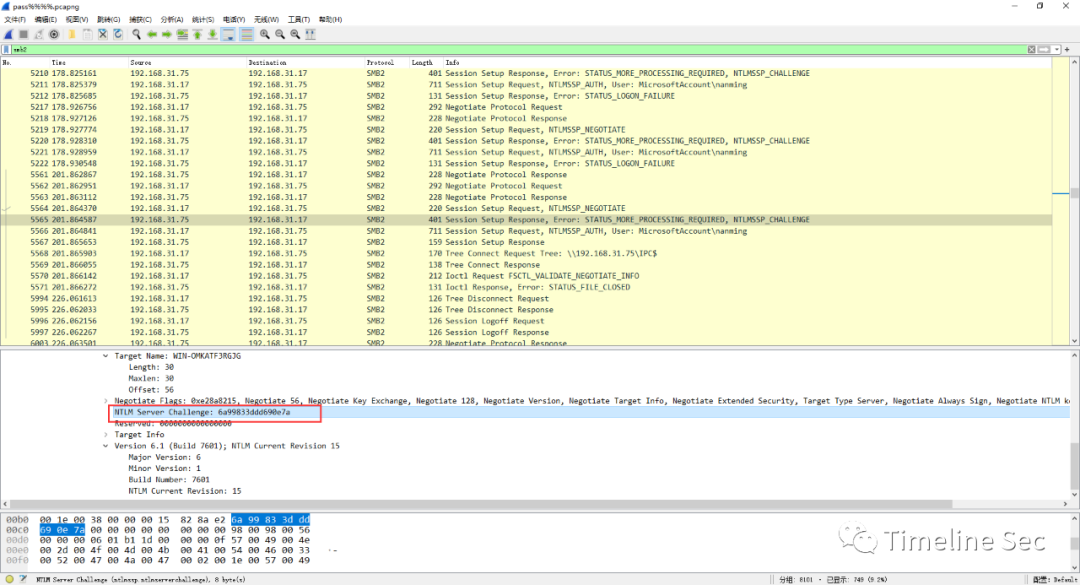 pass%%%%.pcapng
文件(F) 编辑(E) 视图(V) 跳转(G) 捕获(C) 分析(A) 统计(S) 电话(Y) 无线(W) 工具(T) 帮助(H)
smb2
No. Time Source Destination Protocol Length Info
5210 178.825161 192.168.31.75 192.168.31.17 SMB2 401 Session Setup Response, Error: STATUS_MORE_PROCESSING_REQUIRED, NTLMSSP_CHALLENGE
5211 178.825379 192.168.31.17 192.168.31.75 SMB2 711 Session Setup Request, NTLMSSP_AUTH, User: MicrosoftAccount\nanming
5212 178.825685 192.168.31.75 192.168.31.17 SMB2 131 Session Setup Response, Error: STATUS_LOGON_FAILURE
5217 178.926756 192.168.31.17 192.168.31.75 SMB2 292 Negotiate Protocol Request
5218 178.927126 192.168.31.75 192.168.31.17 SMB2 228 Negotiate Protocol Response
5219 178.927774 192.168.31.17 192.168.31.75 SMB2 220 Session Setup Request, NTLMSSP_NEGOTIATE
5220 178.928310 192.168.31.75 192.168.31.17 SMB2 401 Session Setup Response, Error: STATUS_MORE_PROCESSING_REQUIRED, NTLMSSP_CHALLENGE
5221 178.928959 192.168.31.17 192.168.31.75 SMB2 711 Session Setup Request, NTLMSSP_AUTH, User: MicrosoftAccount\nanming
5222 178.930548 192.168.31.75 192.168.31.17 SMB2 131 Session Setup Response, Error: STATUS_LOGON_FAILURE
5561 201.862867 192.168.31.75 192.168.31.17 SMB2 228 Negotiate Protocol Response
5562 201.862951 192.168.31.17 192.168.31.75 SMB2 292 Negotiate Protocol Request
5563 201.863112 192.168.31.75 192.168.31.17 SMB2 228 Negotiate Protocol Response
5564 201.864370 192.168.31.17 192.168.31.75 SMB2 220 Session Setup Request, NTLMSSP_NEGOTIATE
5565 201.864587 192.168.31.75 192.168.31.17 SMB2 401 Session Setup Response, Error: STATUS_MORE_PROCESSING_REQUIRED, NTLMSSP_CHALLENGE
5566 201.864841 192.168.31.17 192.168.31.75 SMB2 711 Session Setup Request, NTLMSSP_AUTH, User: MicrosoftAccount\nanming
5567 201.865653 192.168.31.75 192.168.31.17 SMB2 159 Session Setup Response
5568 201.865903 192.168.31.17 192.168.31.75 SMB2 170 Tree Connect Request Tree: \\192.168.31.75\IPC$
5569 201.866055 192.168.31.75 192.168.31.17 SMB2 138 Tree Connect Response
5570 201.866142 192.168.31.17 192.168.31.75 SMB2 212 Ioctl Request FSCTL_VALIDATE_NEGOTIATE_INFO
5571 201.866272 192.168.31.75 192.168.31.17 SMB2 131 Ioctl Response, Error: STATUS_FILE_CLOSED
5994 226.061613 192.168.31.17 192.168.31.75 SMB2 126 Tree Disconnect Request
5995 226.062033 192.168.31.75 192.168.31.17 SMB2 126 Tree Disconnect Response
5996 226.062156 192.168.31.17 192.168.31.75 SMB2 126 Session Logoff Request
5997 226.062267 192.168.31.75 192.168.31.17 SMB2 126 Session Logoff Response
6003 226.063501 192.168.31.75 192.168.31.17 SMB2 228 Negotiate Protocol Response
Target Name: WIN-OMKATF3RGJG
Length: 30
Maxlen: 30
Offset: 56
Negotiate Flags: 0xe28a8215, Negotiate 56, Negotiate Key Exchange, Negotiate 128, Negotiate Version, Negotiate Target Info, Negotiate Extended Security, Target Type Server, Negotiate Always Sign, Negotiate NTLM k
NTLM Server Challenge: 6a99833ddd690e7a
Reserved: 0000000000000000
Target Info
Version 6.1 (Build 7601); NTLM Current Revision 15
Major Version: 6
Minor Version: 1
Build Number: 7601
NTLM Current Revision: 15
00b0 00 1e 00 38 00 00 00 15 82 8a e2 6a 99 83 3d dd
00c0 69 0e 7a 00 00 00 00 00 00 00 00 98 00 98 00 56
00d0 00 00 00 06 01 b1 1d 00 00 00 0f 57 00 49 00 4e
00e0 00 2d 00 4f 00 4d 00 4b 00 41 00 54 00 46 00 33
00f0 00 52 00 47 00 4a 00 47 00 02 00 1e 00 57 00 49
Timeline Sec
NTLM Server Challenge (ntlmssp.ntlmserverchallenge), 8 byte(s) 分组: 8101 · 已显示: 749 (9.2%) 配置: Default